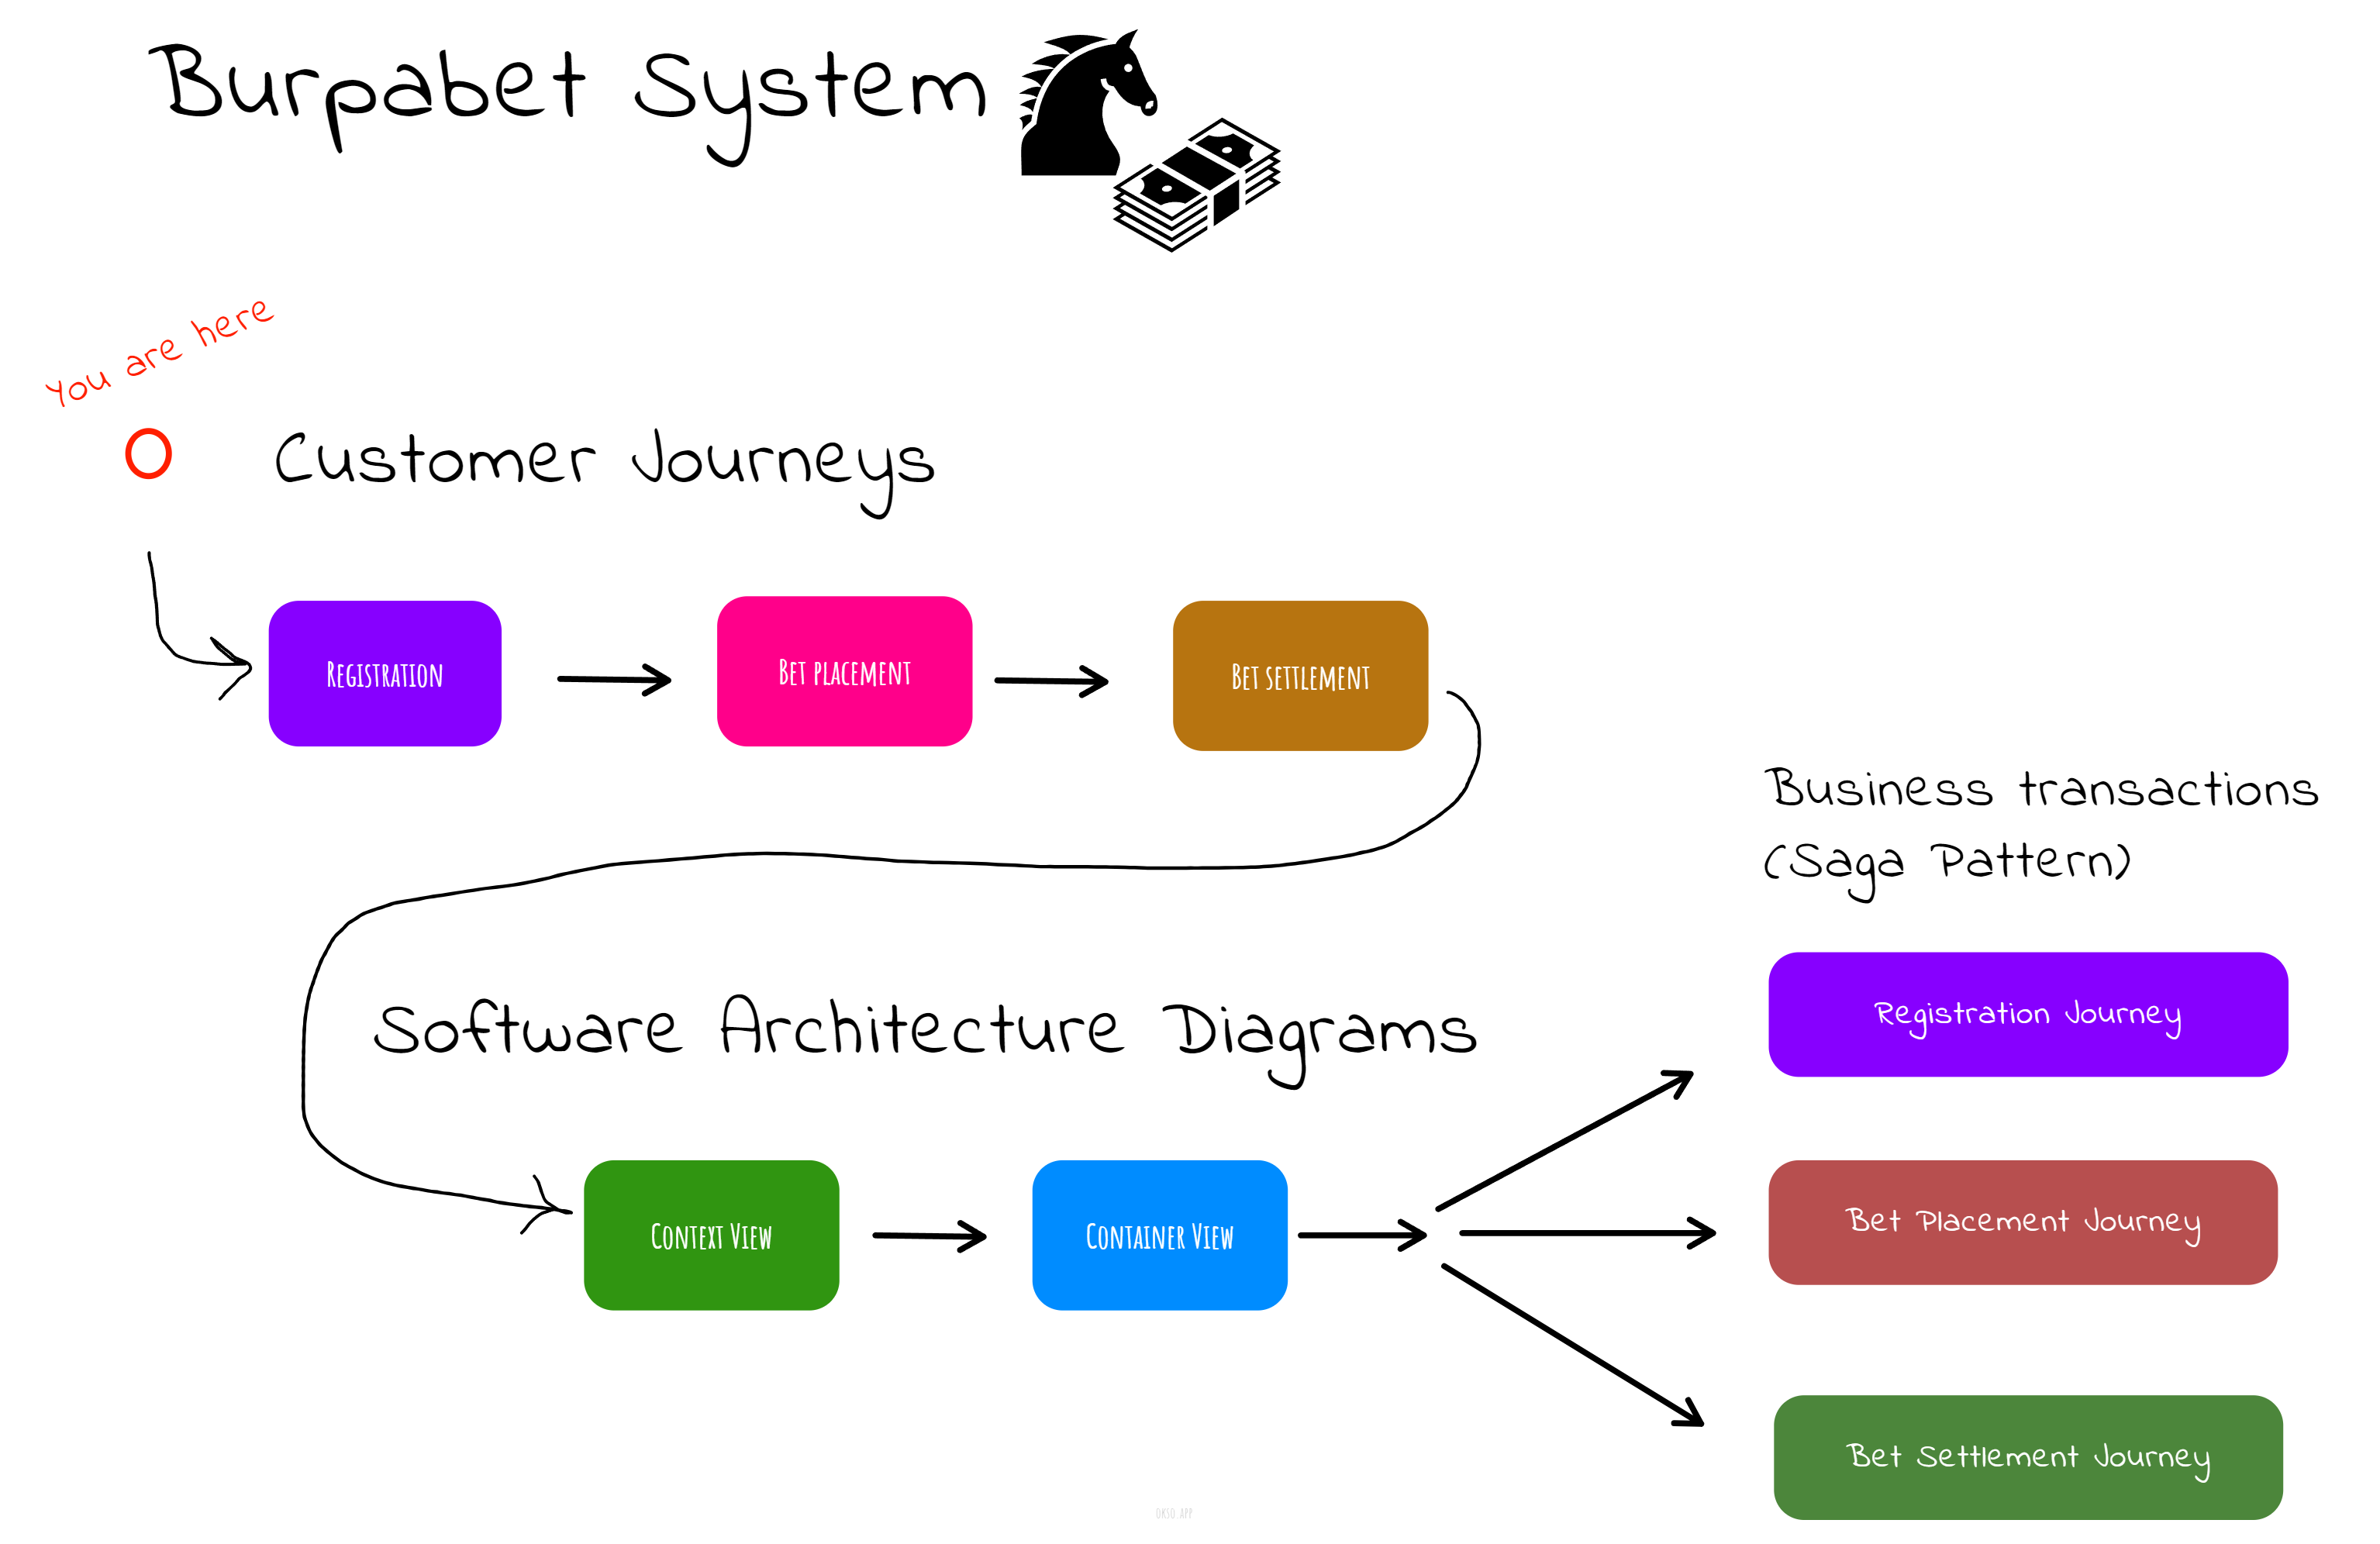 Burpabet System
You are here
Customer Journeys
Registration
Bet placement
Bet settlement
Business transactions
(Saga Pattern)
Software Architecture Diagrams
Registration Journey
Context View
Container View
Bet Placement Journey
Bet Settlement Journey
OKSO.APP